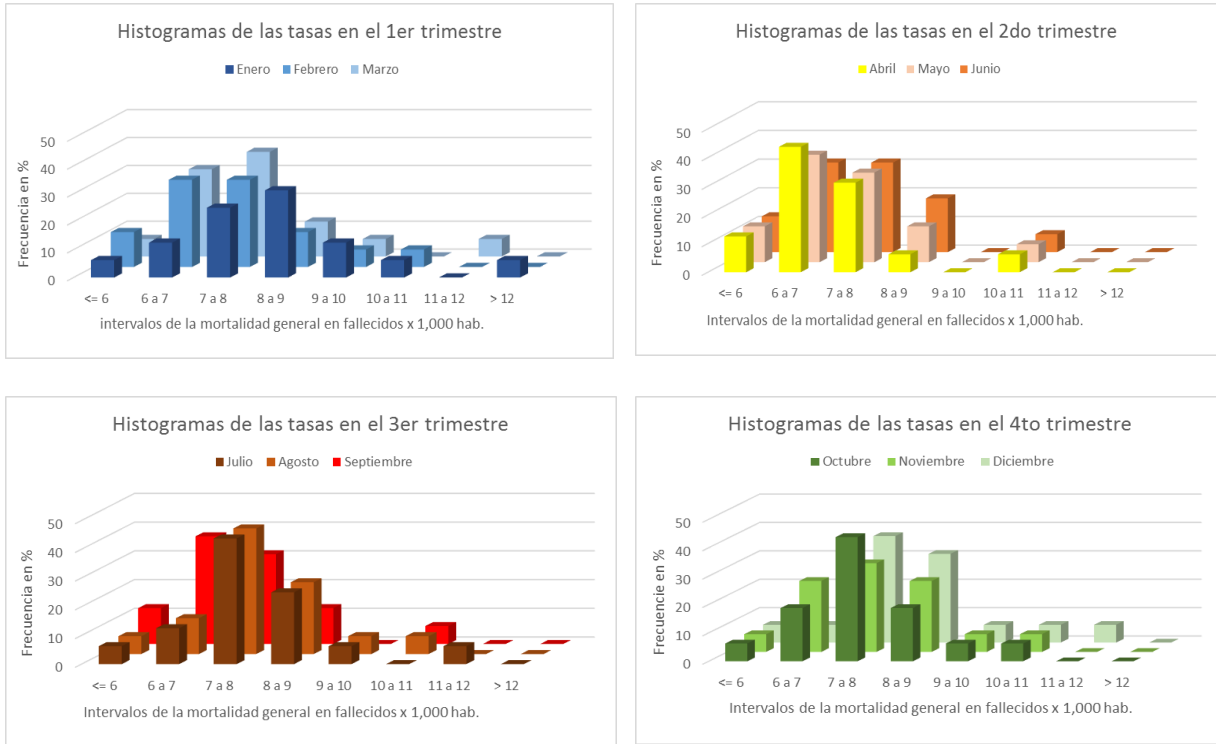 Histogramas de las tasas en el 1er trimestre
Enero Febrero Marzo
Frecuencia en %
50
40
30
20
10
0
<= 6 6 a 7 7 a 8 8 a 9 9 a 10 10 a 11 11 a 12 > 12
intervalos de la mortalidad general en fallecidos x 1,000 hab.
Histogramas de las tasas en el 2do trimestre
Abril Mayo Junio
Frecuencia en %
50
40
30
20
10
0
<= 6 6 a 7 7 a 8 8 a 9 9 a 10 10 a 11 11 a 12 > 12
Intervalos de la mortalidad general en fallecidos x 1,000 hab.
Histogramas de las tasas en el 3er trimestre
Julio Agosto Septiembre
Frecuencia en %
50
40
30
20
10
0
<= 6 6 a 7 7 a 8 8 a 9 9 a 10 10 a 11 11 a 12 > 12
Intervalos de la mortalidad general en fallecidos x 1,000 hab.
Histogramas de las tasas en el 4to trimestre
Octubre Noviembre Diciembre
Frecuencie en %
50
40
30
20
10
0
<= 6 6 a 7 7 a 8 8 a 9 9 a 10 10 a 11 11 a 12 > 12
Intervalos de la mortalidad general en fallecidos x 1,000 hab.